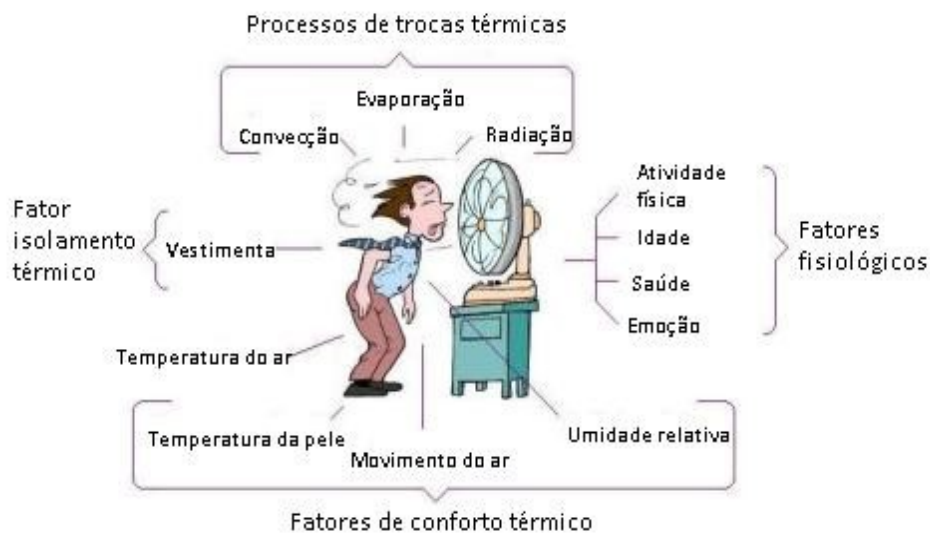 Processos de trocas térmicas
Evaporação
Convecção
Radiação
Atividade
física
Fator
isolamento
térmico
Vestimenta
Idade
Fatores
fisiológicos
Saúde
Emoção
Temperatura do ar
Temperatura da pele
Movimento do ar
Umidade relativa
Fatores de conforto térmico